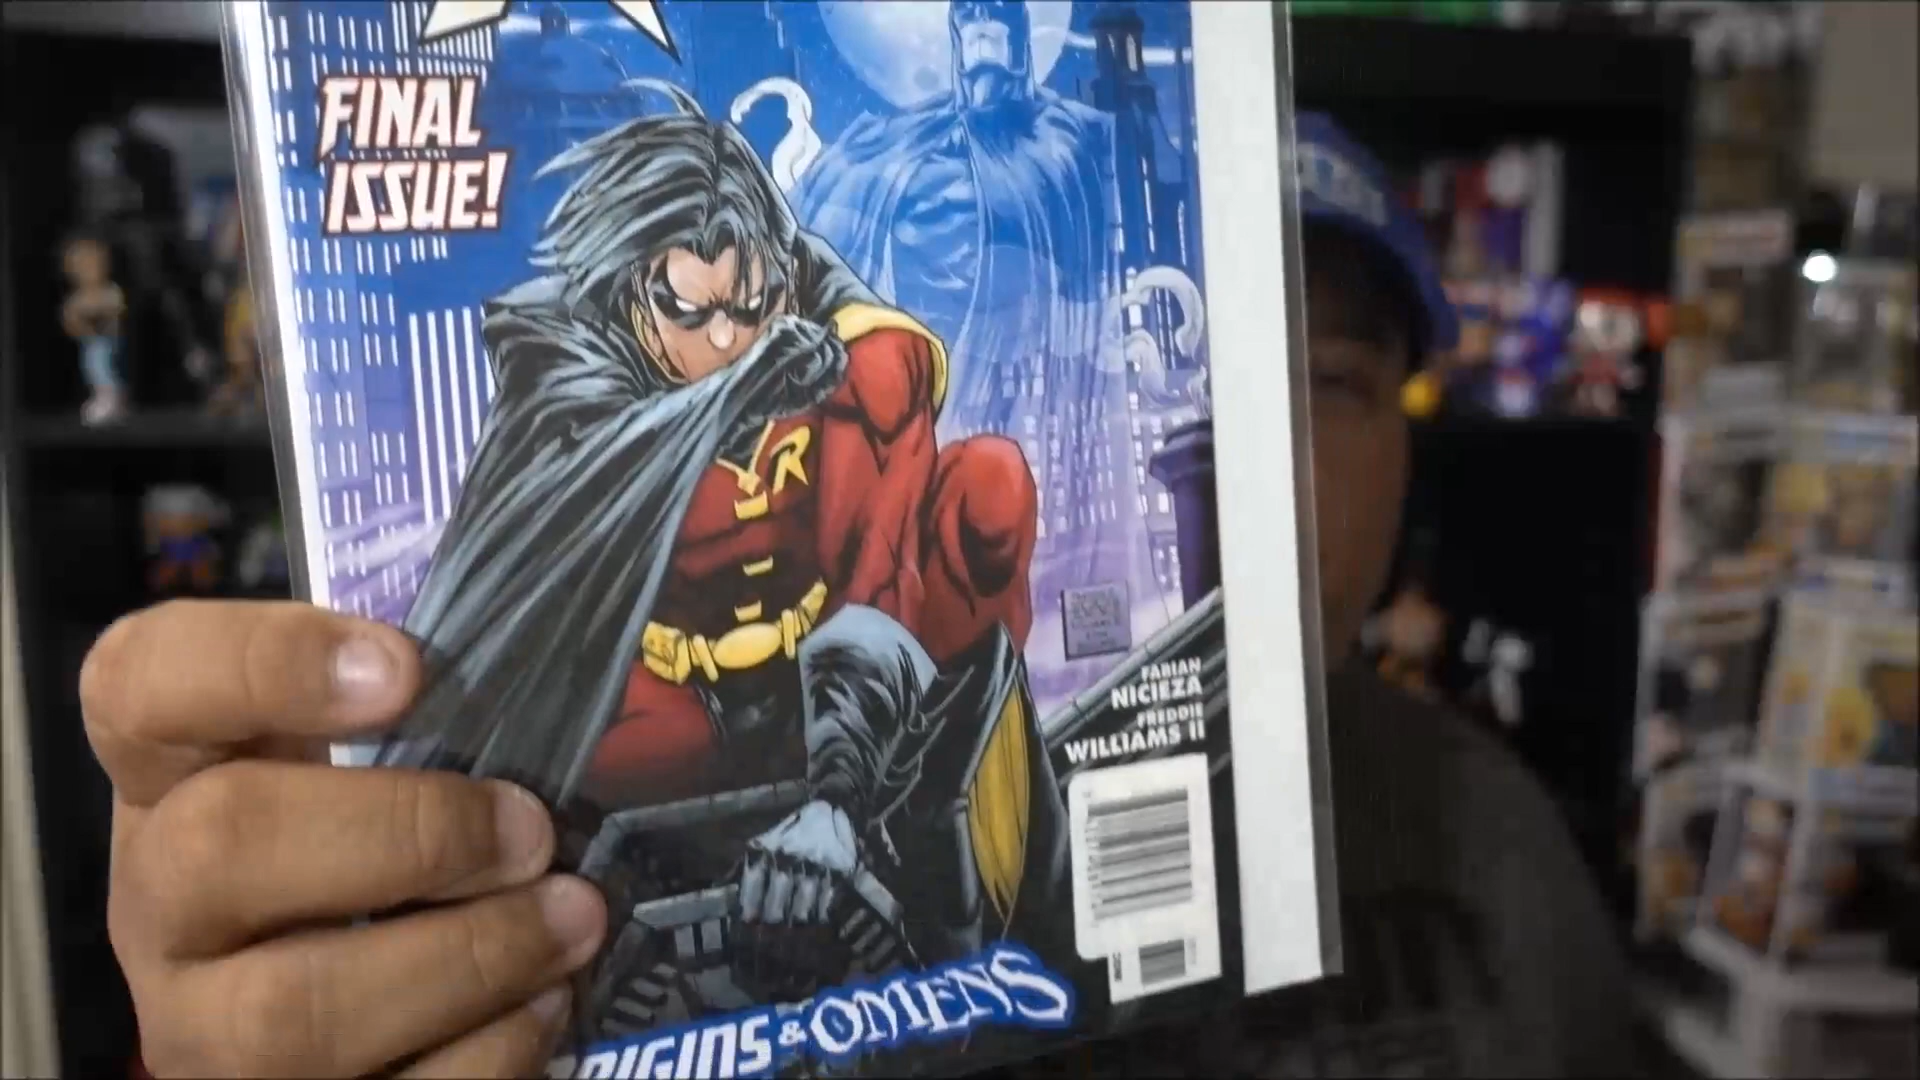 FINAL
ISSUE!
R
FABIAN
NICIEZA
FREDDIE
WILLIAMS II
ORIGINS & OMENS